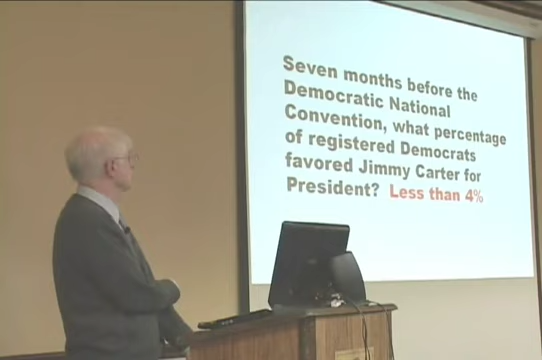 Seven months before the
Democratic National
Convention, what percentage
of registered Democrats
favored Jimmy Carter for
President? Less than 4%